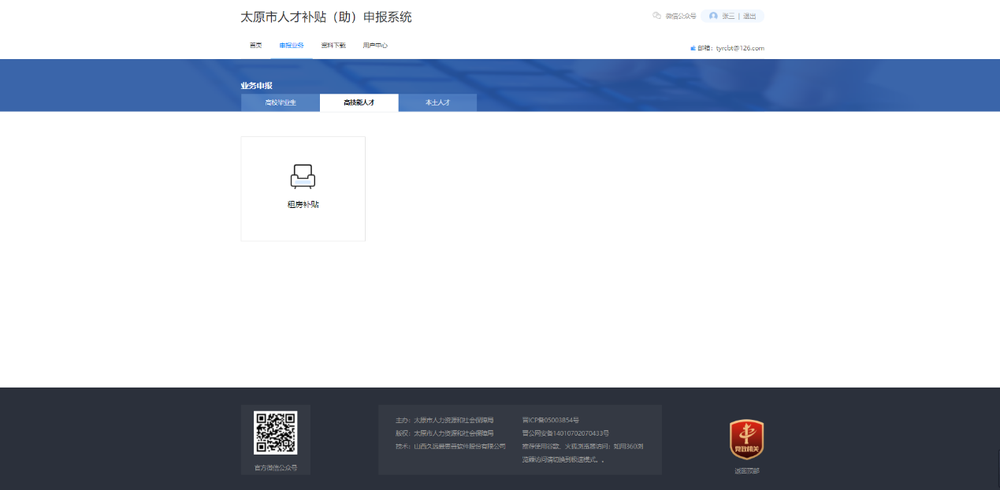 太原市人才补贴（助）申报系统
微信公众号 张三 | 退出
首页 申报业务 资料下载 用户中心
邮箱：tyrcbt@126.com
业务申报
高校毕业生 高技能人才 本土人才
租房补贴
主办：太原市人力资源和社会保障局 晋ICP备05003854号
版权：太原市人力资源和社会保障局 晋公网安备14010702070433号
技术：山西久远爱思普软件股份有限公司 推荐使用谷歌、火狐浏览器访问；如用360浏
览器访问请切换到极速模式。。
党政机关
官方微信公众号
返回顶部